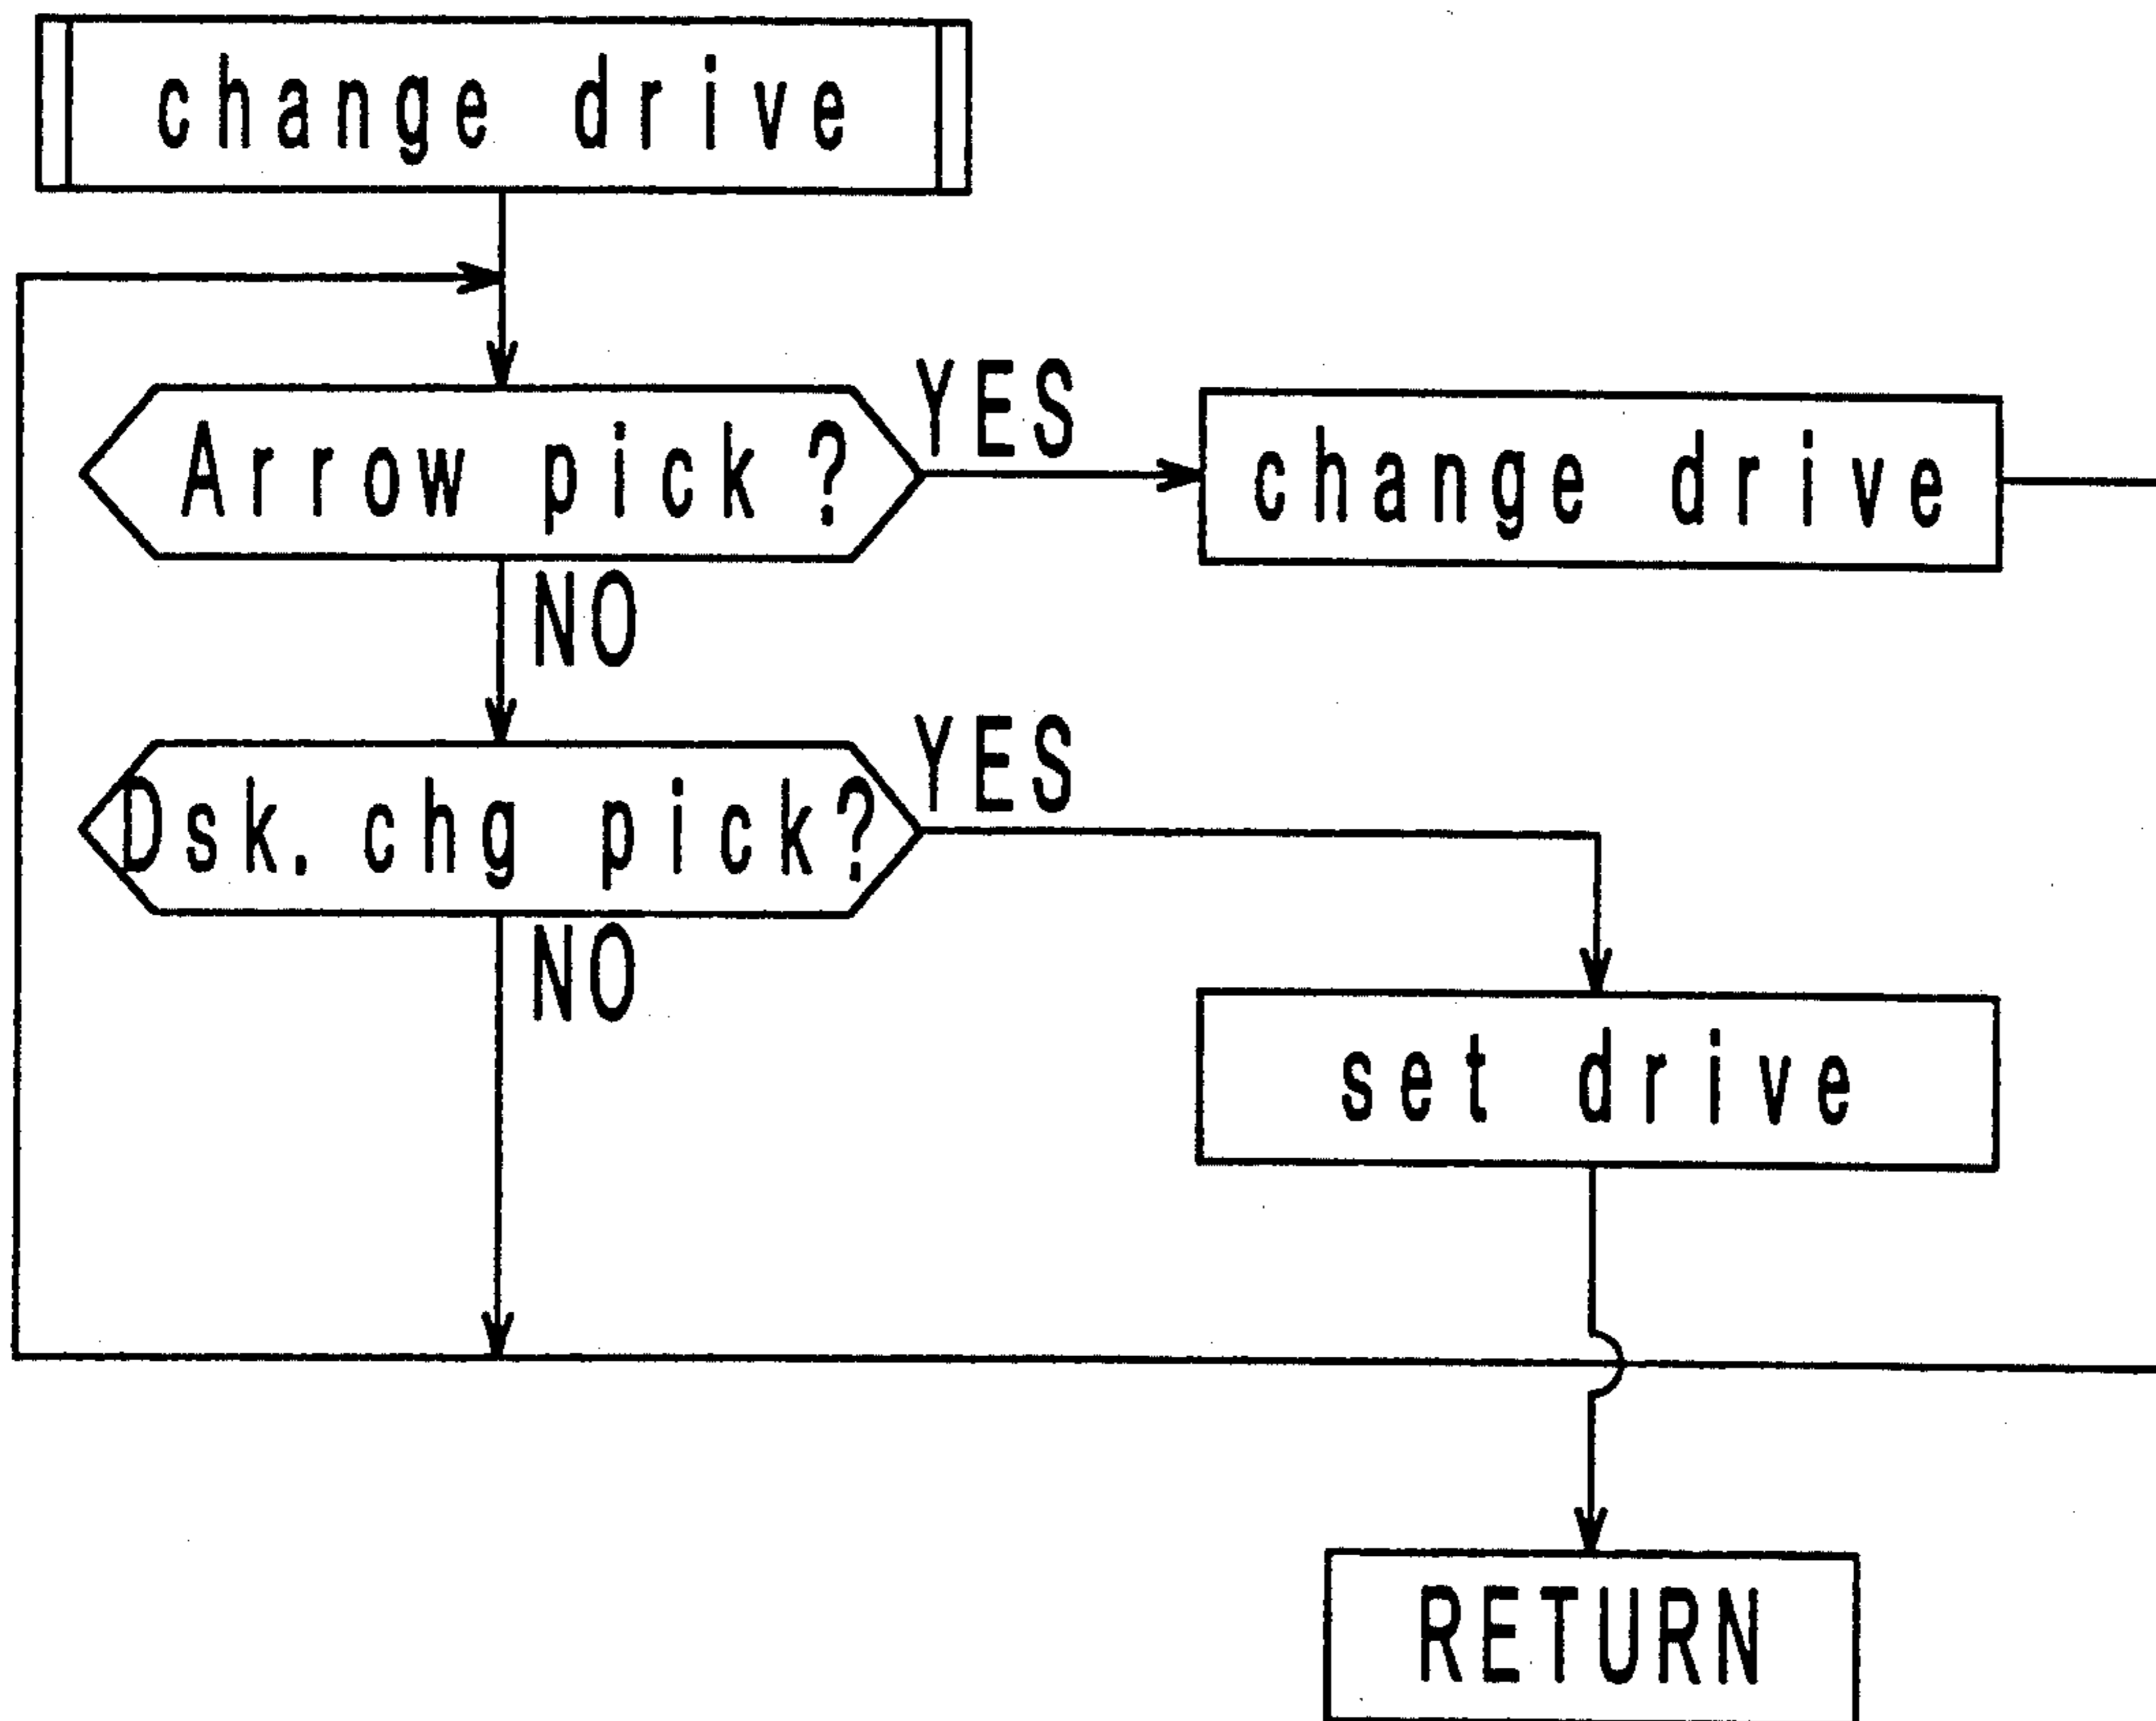 change drive
YES
Arrow pick?
change drive
NO
YES
Dsk. chg pick?
NO
set drive
RETURN